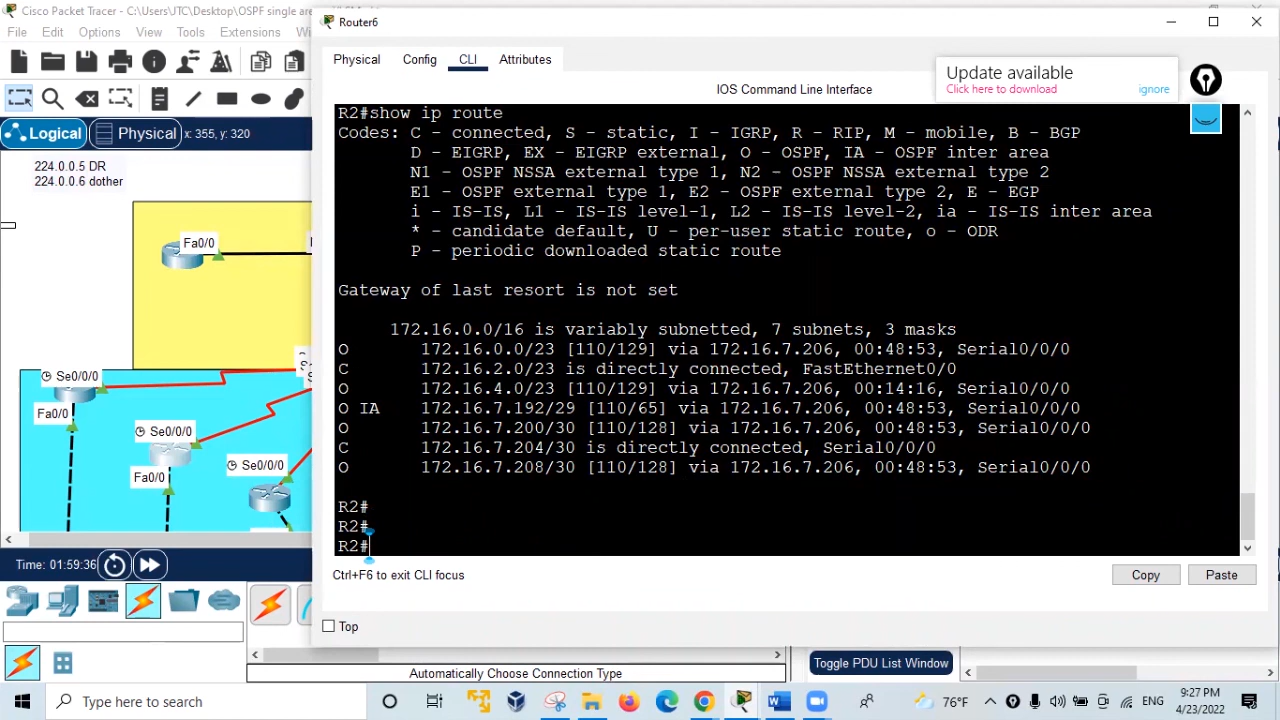 Cisco Packet Tracer - C:\Users\JTC\Desktop\OSPF single are
Router6
File Edit Options View Tools Extensions
Physical Config CLI Attributes
Update available
Click here to download ignore
IOS Command Line Interface
Logical Physical x: 355, y: 320
224.0.0.5 DR
224.0.0.6 dother
Fa0/0
Se0/0/0
Fa0/0
Se0/0/0
Fa0/0
Se0/0/0
R2#show ip route
Codes: C - connected, S - static, I - IGRP, R - RIP, M - mobile, B - BGP
D - EIGRP, EX - EIGRP external, O - OSPF, IA - OSPF inter area
N1 - OSPF NSSA external type 1, N2 - OSPF NSSA external type 2
E1 - OSPF external type 1, E2 - OSPF external type 2, E - EGP
i - IS-IS, L1 - IS-IS level-1, L2 - IS-IS level-2, ia - IS-IS inter area
* - candidate default, U - per-user static route, o - ODR
P - periodic downloaded static route
Gateway of last resort is not set
172.16.0.0/16 is variably subnetted, 7 subnets, 3 masks
O 172.16.0.0/23 [110/129] via 172.16.7.206, 00:48:53, Serial0/0/0
C 172.16.2.0/23 is directly connected, FastEthernet0/0
O 172.16.4.0/23 [110/129] via 172.16.7.206, 00:14:16, Serial0/0/0
O IA 172.16.7.192/29 [110/65] via 172.16.7.206, 00:48:53, Serial0/0/0
O 172.16.7.200/30 [110/128] via 172.16.7.206, 00:48:53, Serial0/0/0
C 172.16.7.204/30 is directly connected, Serial0/0/0
O 172.16.7.208/30 [110/128] via 172.16.7.206, 00:48:53, Serial0/0/0
R2#
R2#
R2#
Ctrl+F6 to exit CLI focus
Copy Paste
Top
Time: 01:59:36
Automatically Choose Connection Type
Toggle PDU List Window
Type here to search
76°F ENG
9:27 PM
4/23/2022